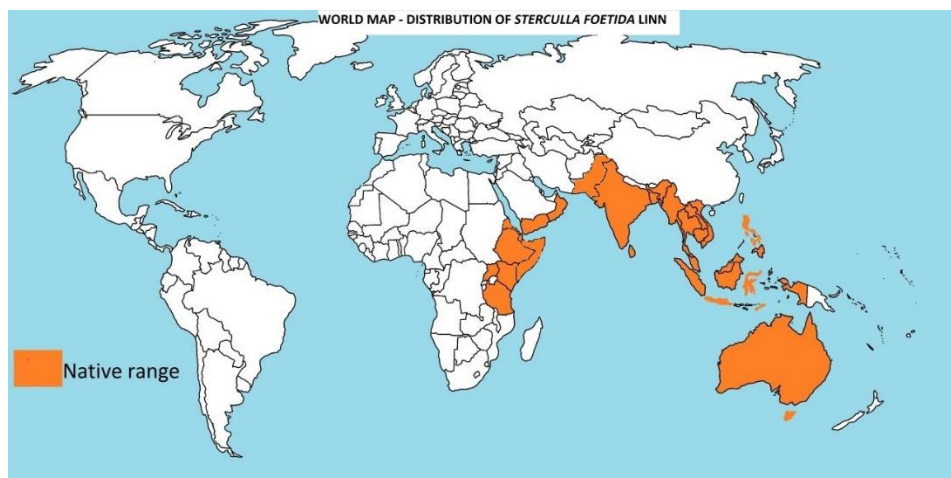 WORLD MAP - DISTRIBUTION OF STERCULLA FOETIDA LINN
Native range